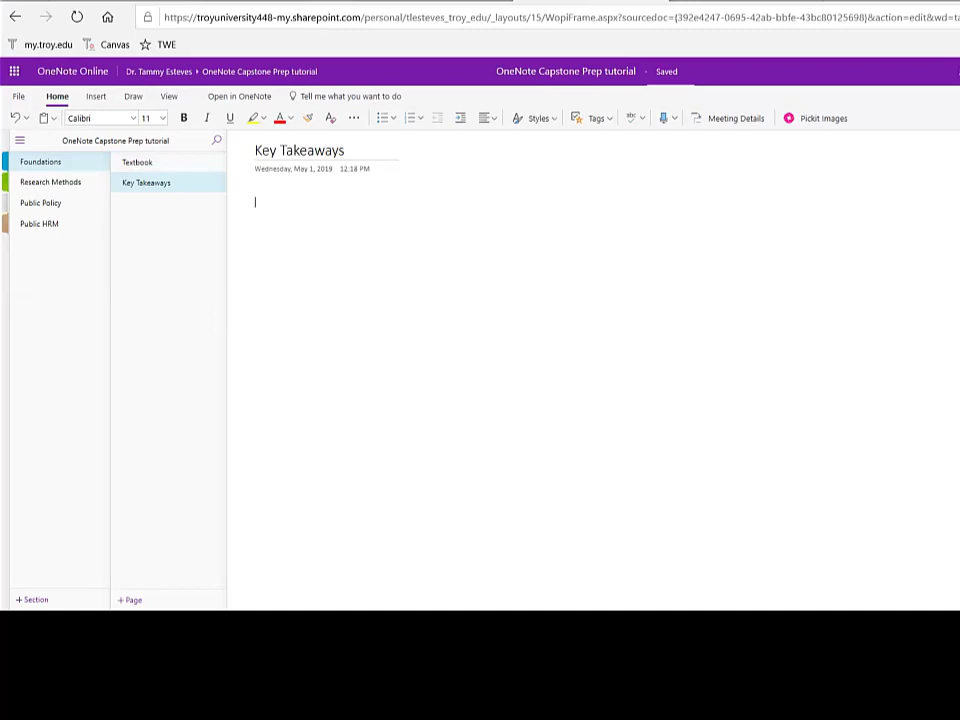 https://troyuniversity448-my.sharepoint.com/personal/tlesteves_troy_edu/_layouts/15/WopiFrame.aspx?sourcedoc={392e4247-0695-42ab-bbfe-43bc80125698}&action=edit&wd=ta
my.troy.edu Canvas TWE
OneNote Online Dr. Tammy Esteves ▸ OneNote Capstone Prep tutorial OneNote Capstone Prep tutorial - Saved
File Home Insert Draw View Open in OneNote Tell me what you want to do
Calibri 11 B I U A Styles Tags abc Meeting Details Pickit Images
OneNote Capstone Prep tutorial
Foundations
Research Methods
Public Policy
Public HRM
Textbook
Key Takeaways
Key Takeaways
Wednesday, May 1, 2019 12:18 PM
+ Section
+ Page